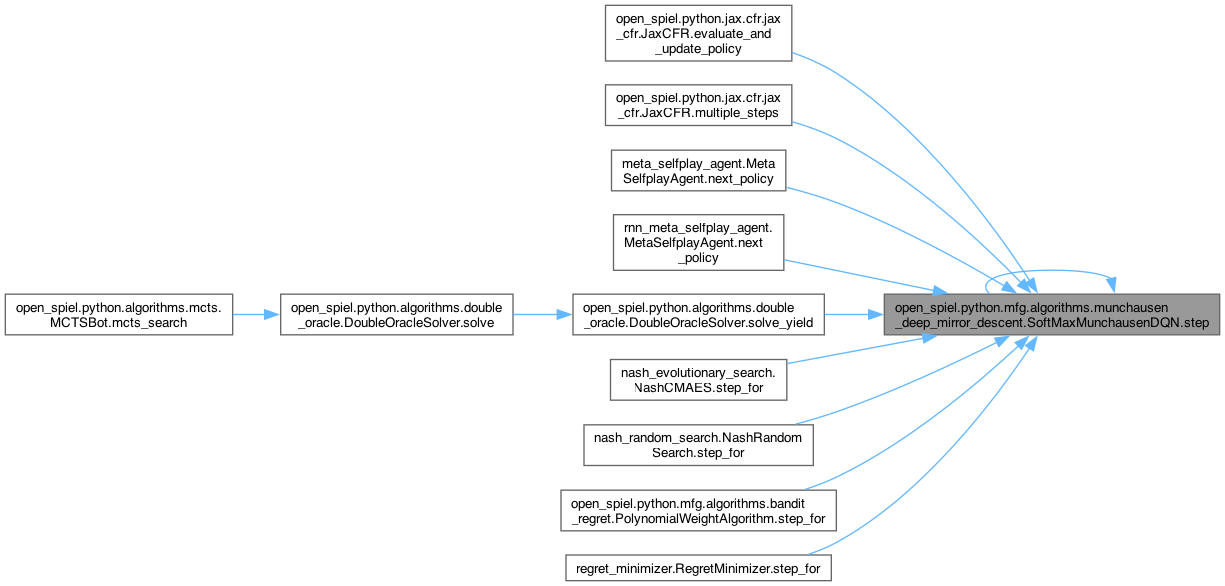 open_spiel.python.jax.cfr.jax
_cfr.JaxCFR.evaluate_and
_update_policy
open_spiel.python.jax.cfr.jax
_cfr.JaxCFR.multiple_steps
meta_selfplay_agent.Meta
SelfplayAgent.next_policy
rnn_meta_selfplay_agent.
MetaSelfplayAgent.next
_policy
open_spiel.python.algorithms.mcts.
MCTSBot.mcts_search
open_spiel.python.algorithms.double
_oracle.DoubleOracleSolver.solve
open_spiel.python.algorithms.double
_oracle.DoubleOracleSolver.solve_yield
open_spiel.python.mfg.algorithms.munchausen
_deep_mirror_descent.SoftMaxMunchausenDQN.step
nash_evolutionary_search.
NashCMAES.step_for
nash_random_search.NashRandom
Search.step_for
open_spiel.python.mfg.algorithms.bandit
_regret.PolynomialWeightAlgorithm.step_for
regret_minimizer.RegretMinimizer.step_for